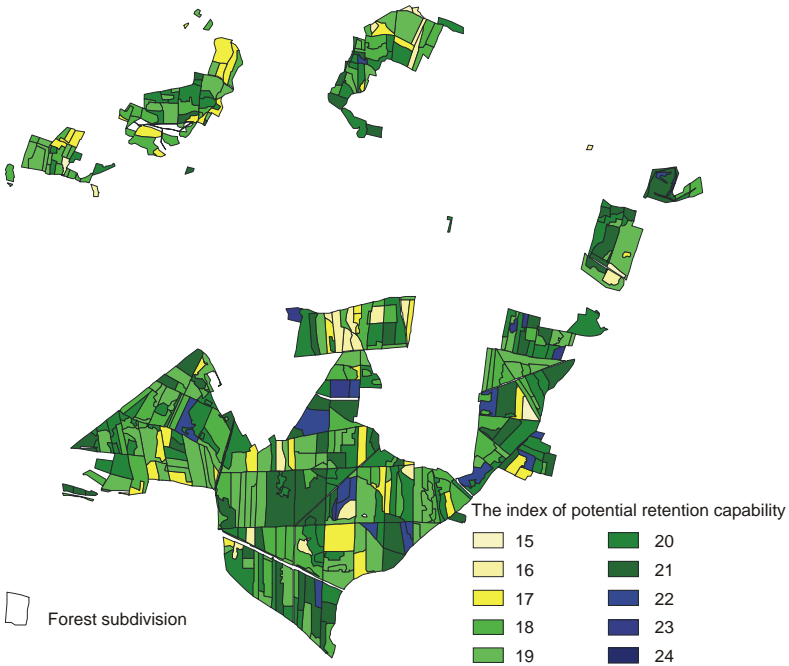 The index of potential retention capability
15 20
16 21
17 22
18 23
19 24
Forest subdivision